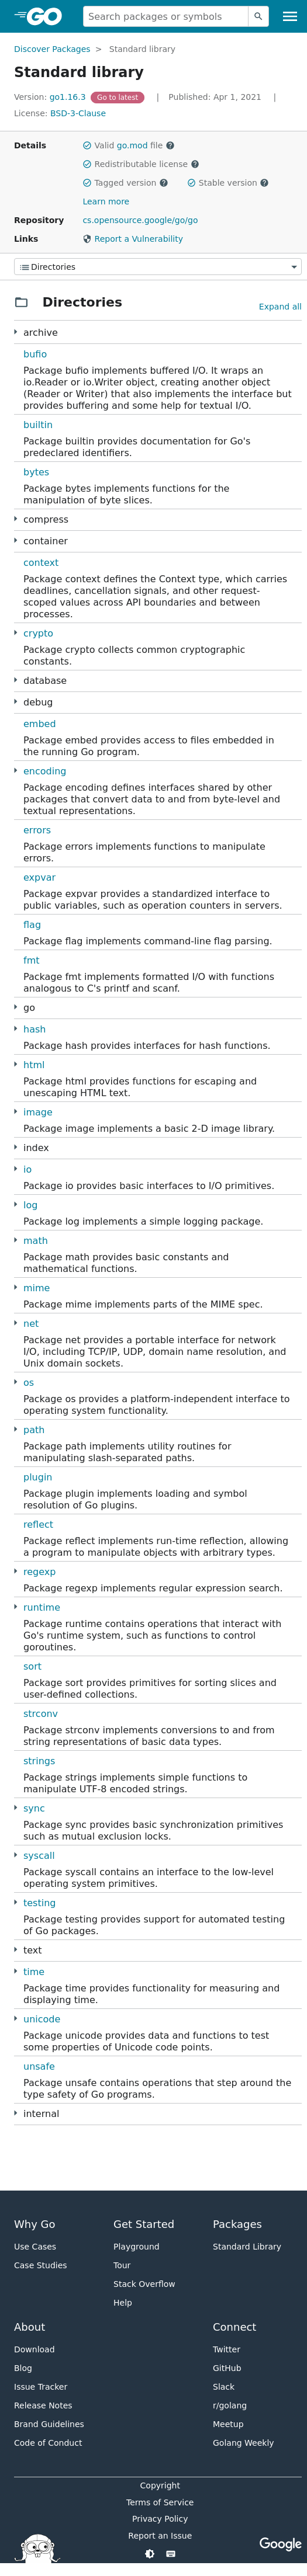 GO
Search packages or symbols
Discover Packages > Standard library
Standard library
Version: go1.16.3 Go to latest | Published: Apr 1, 2021 |
License: BSD-3-Clause
Details
Valid go.mod file
Redistributable license
Tagged version
Stable version
Learn more
Repository
cs.opensource.google/go/go
Links
Report a Vulnerability
Directories
Directories
Expand all
archive
bufio
Package bufio implements buffered I/O. It wraps an
io.Reader or io.Writer object, creating another object
(Reader or Writer) that also implements the interface but
provides buffering and some help for textual I/O.
builtin
Package builtin provides documentation for Go's
predeclared identifiers.
bytes
Package bytes implements functions for the
manipulation of byte slices.
compress
container
context
Package context defines the Context type, which carries
deadlines, cancellation signals, and other request-
scoped values across API boundaries and between
processes.
crypto
Package crypto collects common cryptographic
constants.
database
debug
embed
Package embed provides access to files embedded in
the running Go program.
encoding
Package encoding defines interfaces shared by other
packages that convert data to and from byte-level and
textual representations.
errors
Package errors implements functions to manipulate
errors.
expvar
Package expvar provides a standardized interface to
public variables, such as operation counters in servers.
flag
Package flag implements command-line flag parsing.
fmt
Package fmt implements formatted I/O with functions
analogous to C's printf and scanf.
go
hash
Package hash provides interfaces for hash functions.
html
Package html provides functions for escaping and
unescaping HTML text.
image
Package image implements a basic 2-D image library.
index
io
Package io provides basic interfaces to I/O primitives.
log
Package log implements a simple logging package.
math
Package math provides basic constants and
mathematical functions.
mime
Package mime implements parts of the MIME spec.
net
Package net provides a portable interface for network
I/O, including TCP/IP, UDP, domain name resolution, and
Unix domain sockets.
os
Package os provides a platform-independent interface to
operating system functionality.
path
Package path implements utility routines for
manipulating slash-separated paths.
plugin
Package plugin implements loading and symbol
resolution of Go plugins.
reflect
Package reflect implements run-time reflection, allowing
a program to manipulate objects with arbitrary types.
regexp
Package regexp implements regular expression search.
runtime
Package runtime contains operations that interact with
Go's runtime system, such as functions to control
goroutines.
sort
Package sort provides primitives for sorting slices and
user-defined collections.
strconv
Package strconv implements conversions to and from
string representations of basic data types.
strings
Package strings implements simple functions to
manipulate UTF-8 encoded strings.
sync
Package sync provides basic synchronization primitives
such as mutual exclusion locks.
syscall
Package syscall contains an interface to the low-level
operating system primitives.
testing
Package testing provides support for automated testing
of Go packages.
text
time
Package time provides functionality for measuring and
displaying time.
unicode
Package unicode provides data and functions to test
some properties of Unicode code points.
unsafe
Package unsafe contains operations that step around the
type safety of Go programs.
internal
Why Go
Use Cases
Case Studies
Get Started
Playground
Tour
Stack Overflow
Help
Packages
Standard Library
About
Download
Blog
Issue Tracker
Release Notes
Brand Guidelines
Code of Conduct
Connect
Twitter
GitHub
Slack
r/golang
Meetup
Golang Weekly
Copyright
Terms of Service
Privacy Policy
Report an Issue
Google